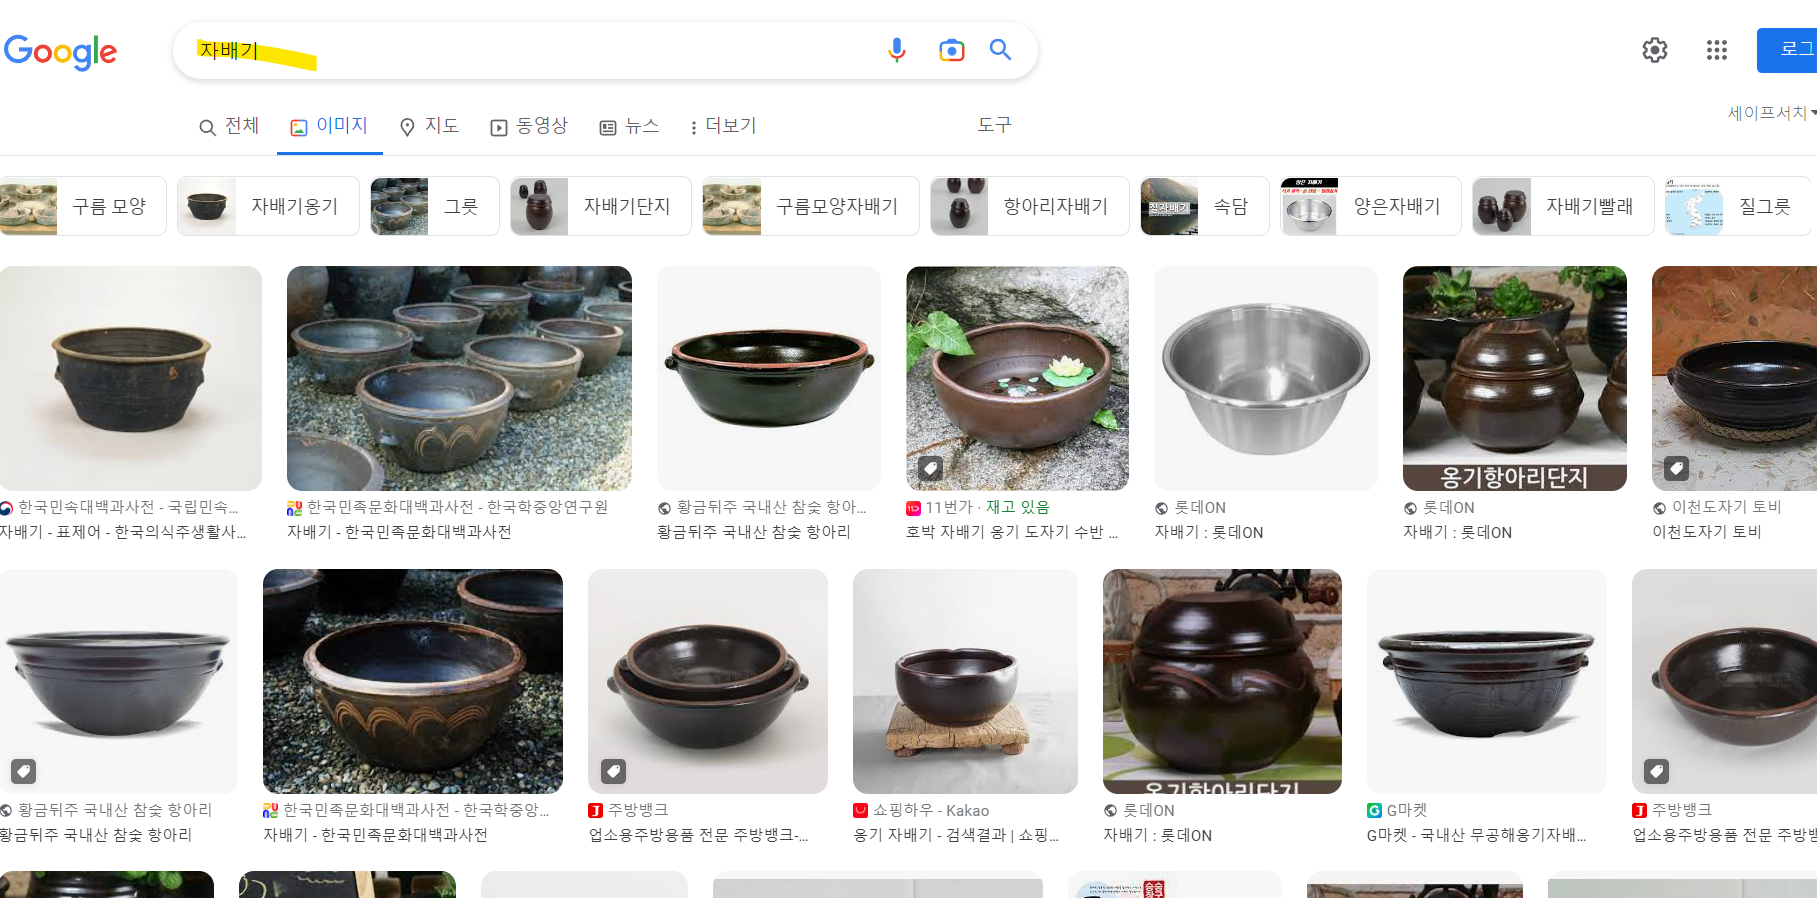 Google
자배기
로그
세이프서치
전체
이미지
지도
동영상
뉴스
더보기
도구
구름 모양
자배기옹기
그릇
자배기단지
구름모양자배기
항아리자배기
질자배기
속담
양은자배기
자배기빨래
질그릇
옹기항아리단지
한국민속대백과사전 - 국립민속...
자배기 - 표제어 - 한국의식주생활사...
한국민족문화대백과사전 - 한국학중앙연구원
자배기 - 한국민족문화대백과사전
황금뒤주 국내산 참숯 항아...
황금뒤주 국내산 참숯 항아리
11번가 · 재고 있음
호박 자배기 옹기 도자기 수반 ...
롯데ON
자배기 : 롯데ON
롯데ON
자배기 : 롯데ON
이천도자기 토비
이천도자기 토비
옹기항아리단지
황금뒤주 국내산 참숯 항아리
황금뒤주 국내산 참숯 항아리
한국민족문화대백과사전 - 한국학중앙...
자배기 - 한국민족문화대백과사전
주방뱅크
업소용주방용품 전문 주방뱅크-...
쇼핑하우 - Kakao
옹기 자배기 - 검색결과 | 쇼핑...
롯데ON
자배기 : 롯데ON
G마켓
G마켓 - 국내산 무공해옹기자배...
주방뱅크
업소용주방용품 전문 주방뱅